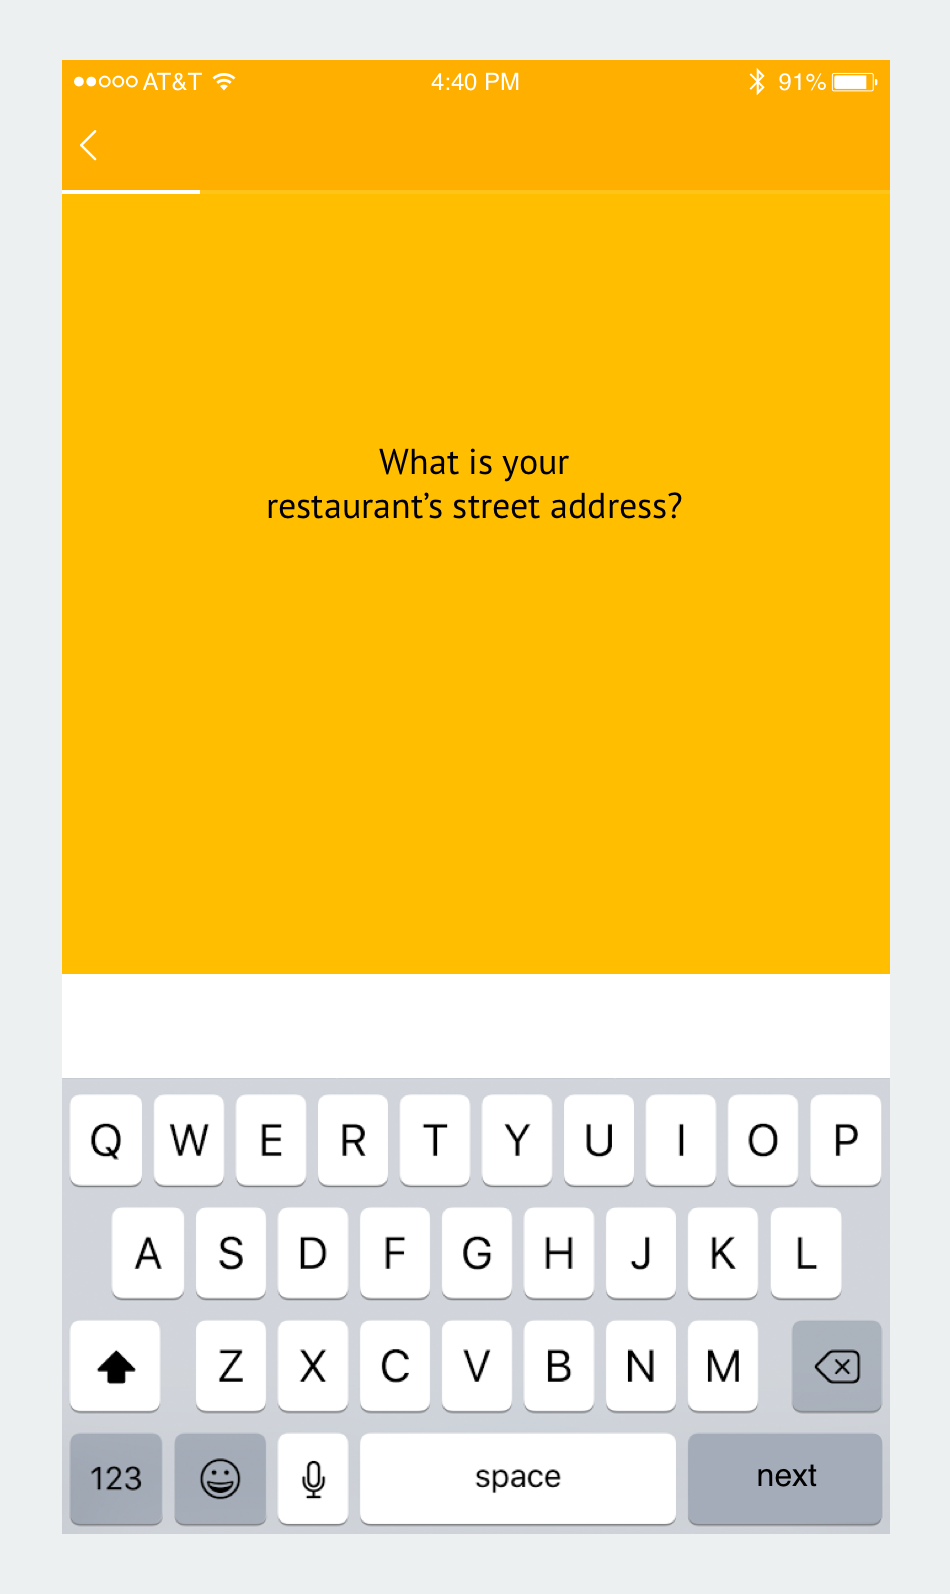 AT&T 4:40 PM 91%
What is your
restaurant’s street address?
Q W E R T Y U I O P
A S D F G H J K L
Z X C V B N M
123 space next